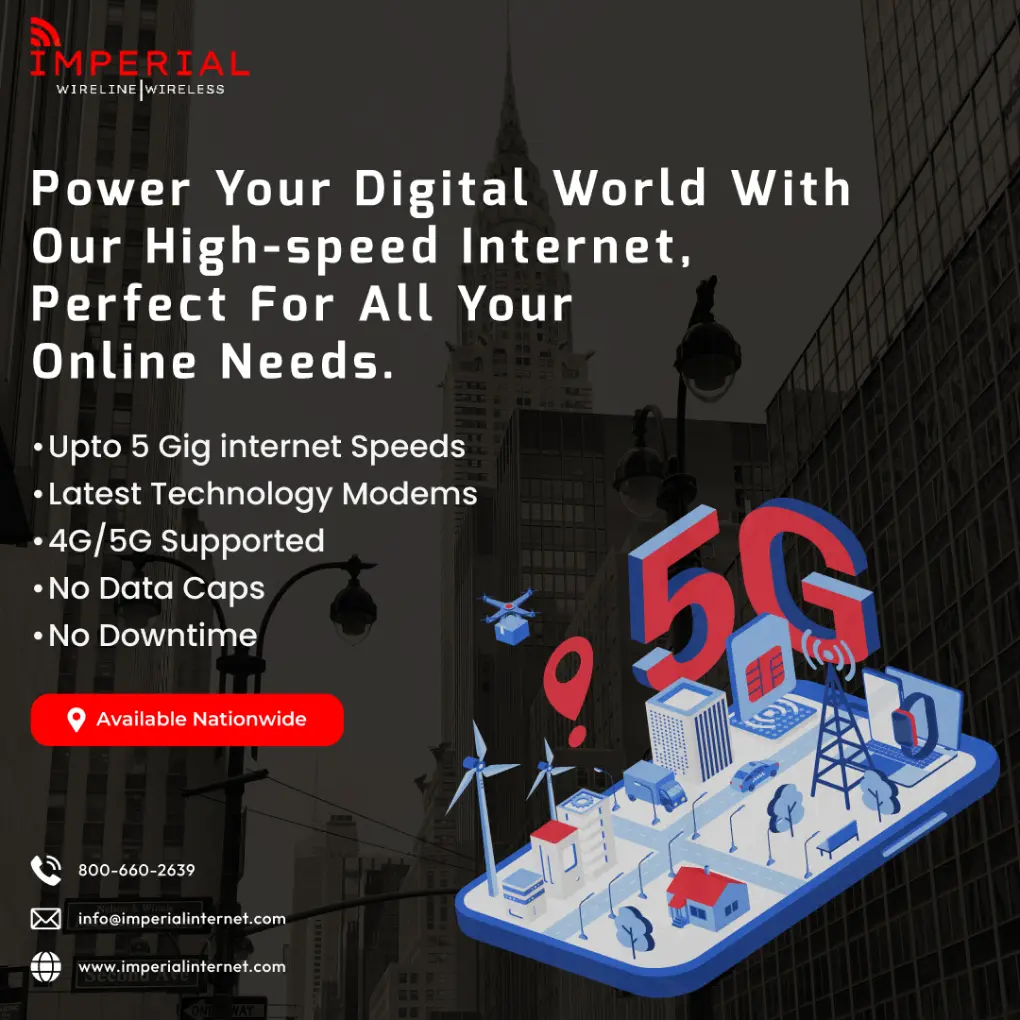 IMPERIAL
WIRELINE|WIRELESS
Power Your Digital World With
Our High-speed Internet,
Perfect For All Your
Online Needs.
•Upto 5 Gig internet Speeds
•Latest Technology Modems
•4G/5G Supported
•No Data Caps
•No Downtime
5G
Available Nationwide
800-660-2639
info@imperialinternet.com
www.imperialinternet.com
Second Ave